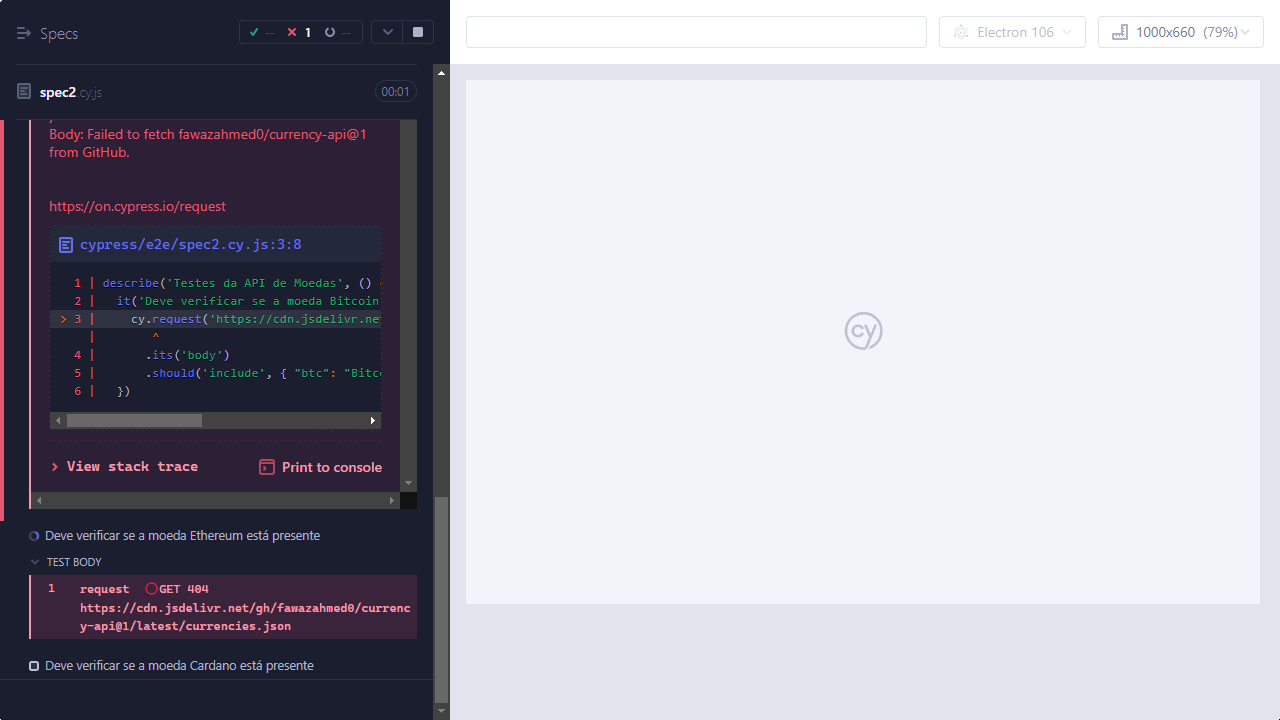 Specs
-- 1 --
Electron 106
1000x660 (79%)
spec2.cy.js
00:01
Body: Failed to fetch fawazahmed0/currency-api@1
from GitHub.
https://on.cypress.io/request
cypress/e2e/spec2.cy.js:3:8
1 | describe('Testes da API de Moedas', ()
2 | it('Deve verificar se a moeda Bitcoin
> 3 | cy.request('https://cdn.jsdelivr.net
| ^
4 | .its('body')
5 | .should('include', { "btc": "Bitco
6 | })
View stack trace
Print to console
Deve verificar se a moeda Ethereum está presente
TEST BODY
1 request GET 404
https://cdn.jsdelivr.net/gh/fawazahmed0/currenc
y-api@1/latest/currencies.json
Deve verificar se a moeda Cardano está presente
cy